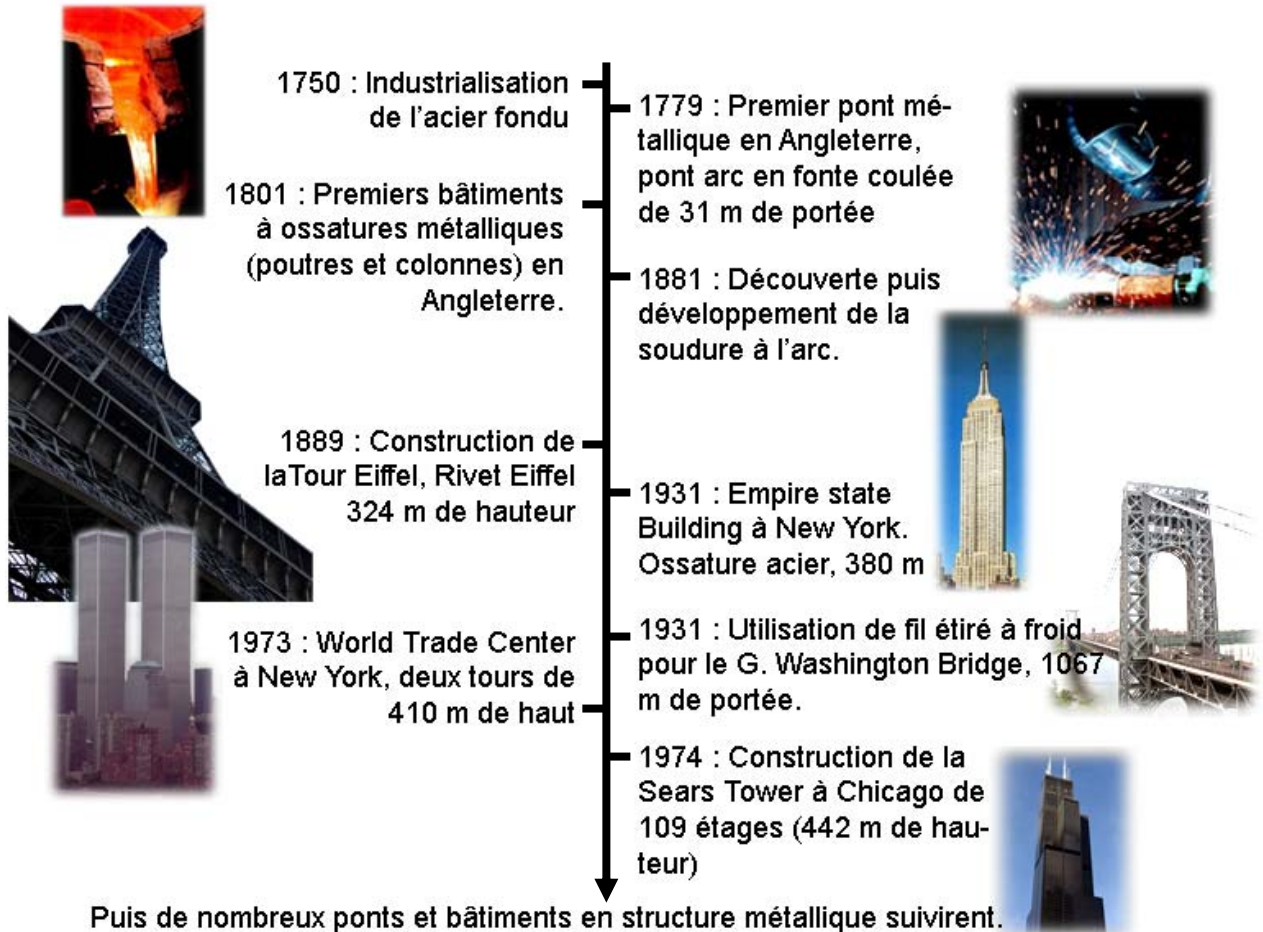 1750 : Industrialisation
de l'acier fondu
1779 : Premier pont mé-
tallique en Angleterre,
pont arc en fonte coulée
de 31 m de portée
1801 : Premiers bâtiments
à ossatures métalliques
(poutres et colonnes) en
Angleterre.
1881 : Découverte puis
développement de la
soudure à l'arc.
1889 : Construction de
laTour Eiffel, Rivet Eiffel
324 m de hauteur
1931 : Empire state
Building à New York.
Ossature acier, 380 m
1931 : Utilisation de fil étiré à froid
pour le G. Washington Bridge, 1067
m de portée.
1973 : World Trade Center
à New York, deux tours de
410 m de haut
1974 : Construction de la
Sears Tower à Chicago de
109 étages (442 m de hau-
teur)
Puis de nombreux ponts et bâtiments en structure métallique suivirent.